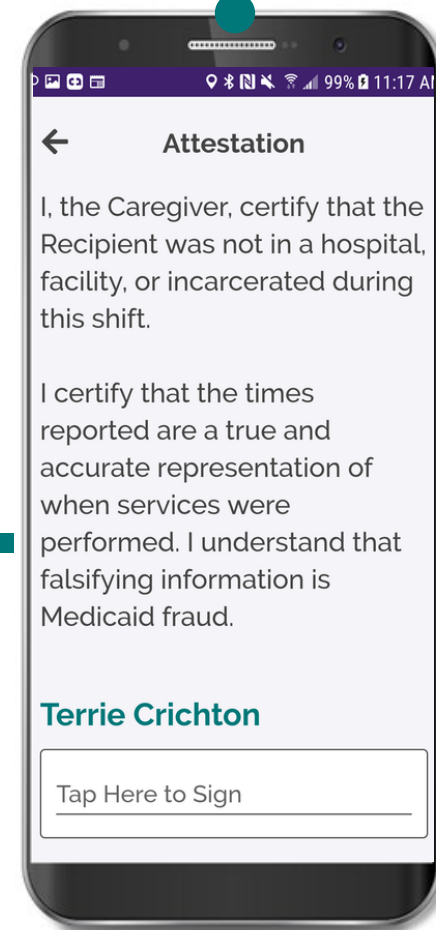 99% 11:17 A
Attestation
I, the Caregiver, certify that the
Recipient was not in a hospital,
facility, or incarcerated during
this shift.
I certify that the times
reported are a true and
accurate representation of
when services were
performed. I understand that
falsifying information is
Medicaid fraud.
Terrie Crichton
Tap Here to Sign